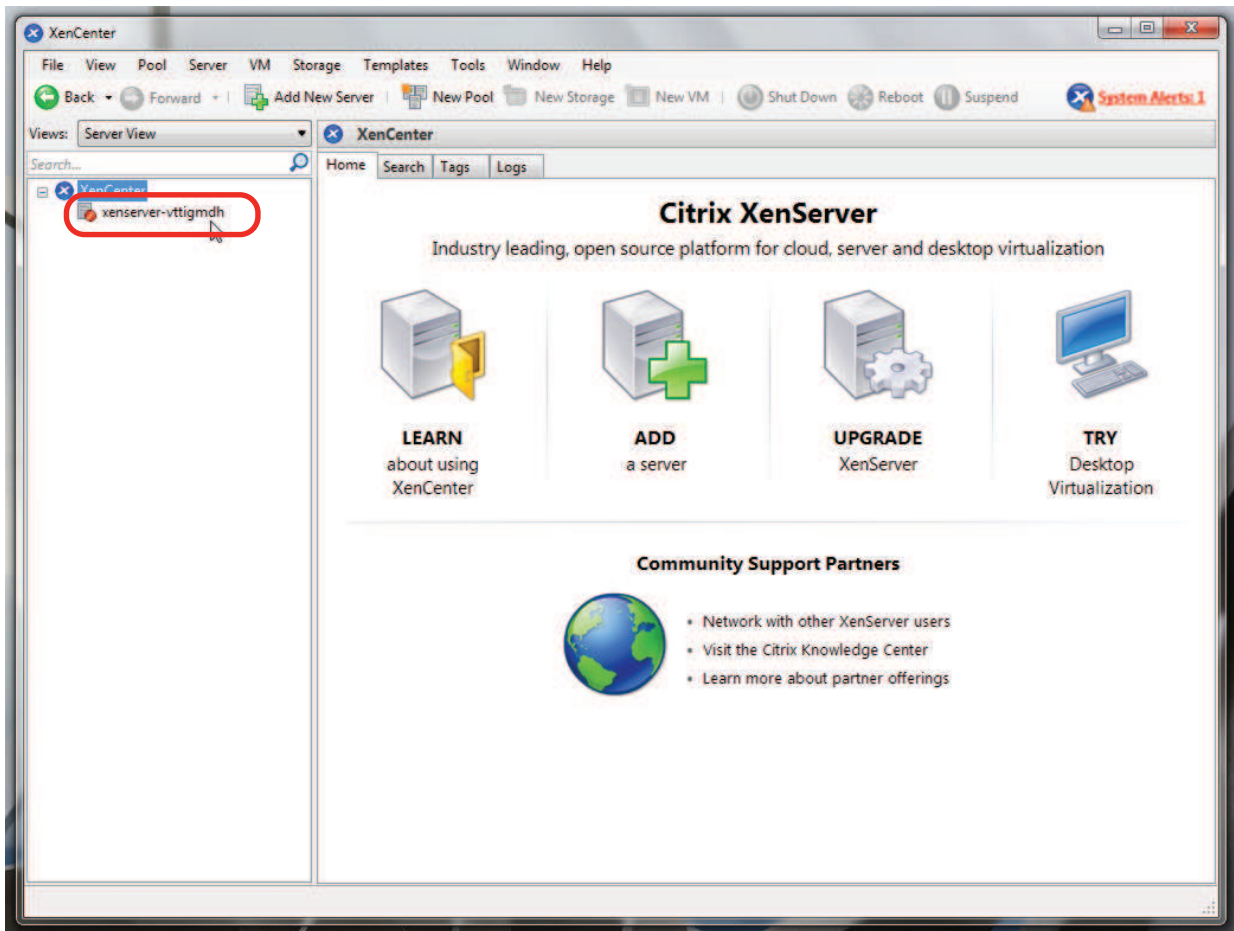 XenCenter
File View Pool Server VM Storage Templates Tools Window Help
Back Forward Add New Server New Pool New Storage New VM Shut Down Reboot Suspend System Alerts: 1
Views: Server View XenCenter
Search... Home Search Tags Logs
XenCenter
xenserver-vttigmdh
Citrix XenServer
Industry leading, open source platform for cloud, server and desktop virtualization
LEARN
about using
XenCenter
ADD
a server
UPGRADE
XenServer
TRY
Desktop
Virtualization
Community Support Partners
• Network with other XenServer users
• Visit the Citrix Knowledge Center
• Learn more about partner offerings